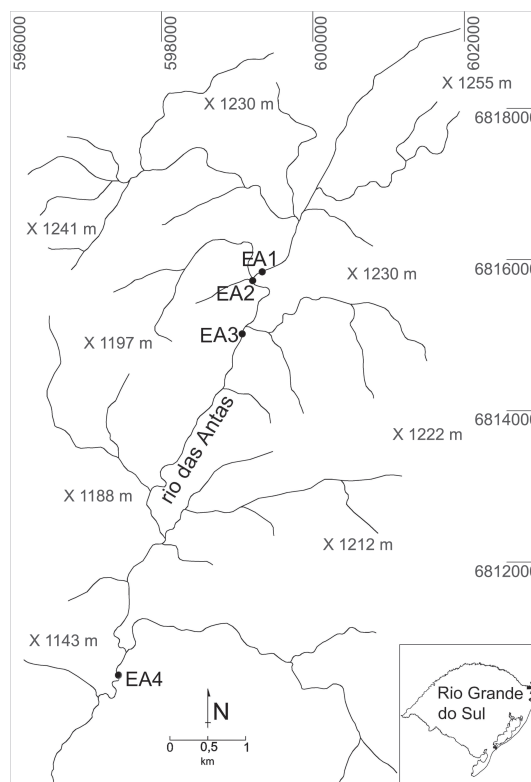 596000
598000
600000
602000
X 1255 m
X 1230 m
6818000
X 1241 m
EA1
6816000
X 1230 m
EA2
EA3
X 1197 m
rio das Antas
6814000
X 1222 m
X 1188 m
X 1212 m
6812000
X 1143 m
EA4
N
Rio Grande
do Sul
0 0,5 1
km